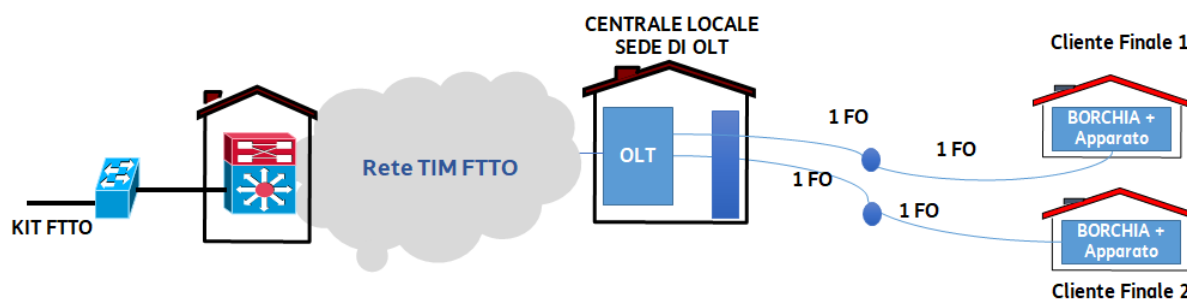 CENTRALE LOCALE
SEDE DI OLT
Cliente Finale 1
1 FO
BORCHIA +
Apparato
1 FO
OLT
Rete TIM FTTO
1 FO
1 FO
KIT FTTO
BORCHIA +
Apparato
Cliente Finale 2